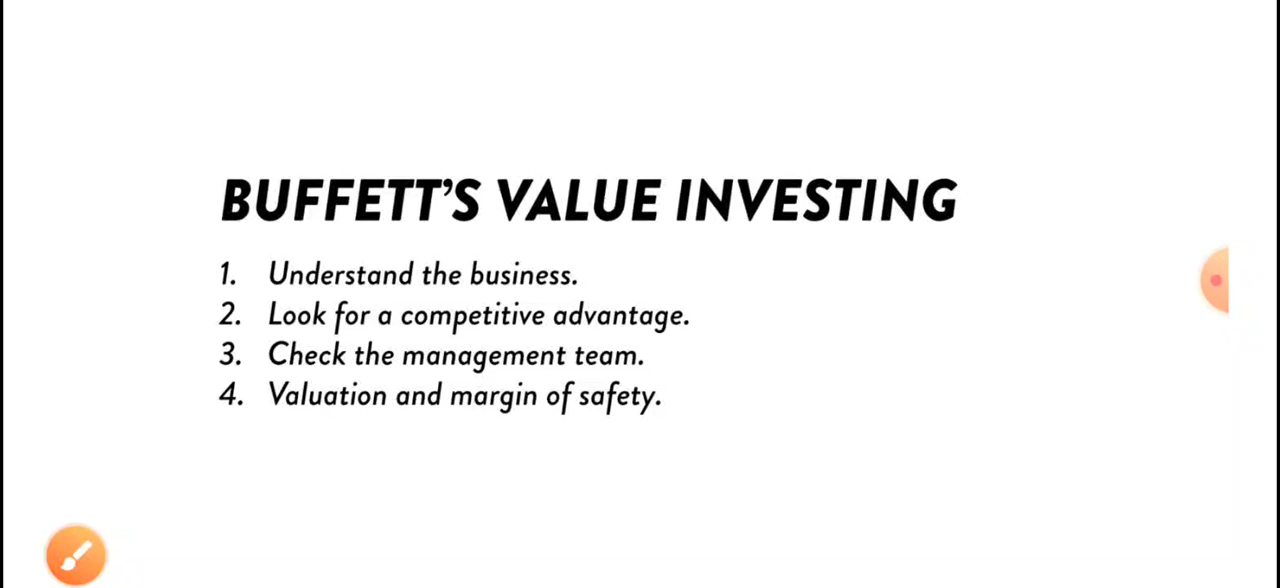 BUFFETT’S VALUE INVESTING
1. Understand the business.
2. Look for a competitive advantage.
3. Check the management team.
4. Valuation and margin of safety.